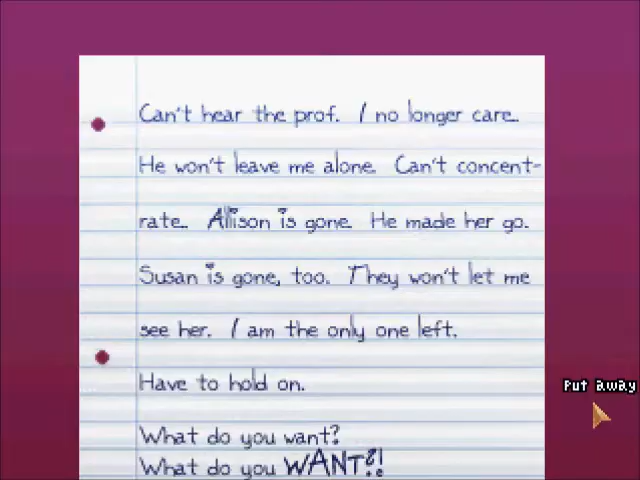 Can't hear the prof. I no longer care.
He won't leave me alone. Can't concent-
rate. Allison is gone. He made her go.
Susan is gone, too. They won't let me
see her. I am the only one left.
Have to hold on.
Put away
What do you want?
What do you WANT?!